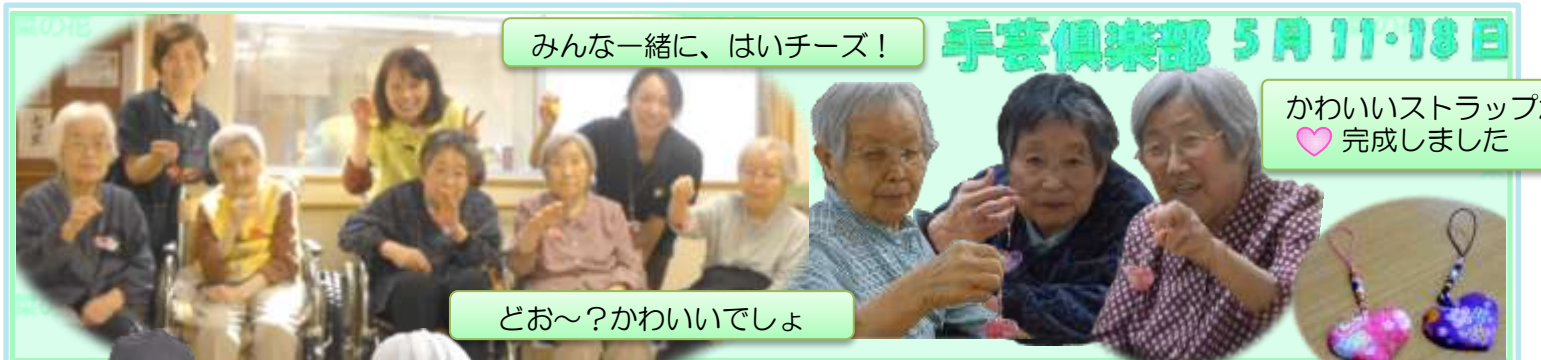 みんな一緒に、はいチーズ！
手芸倶楽部 5月11・18日
かわいいストラップが
完成しました
どお～？かわいいでしょ